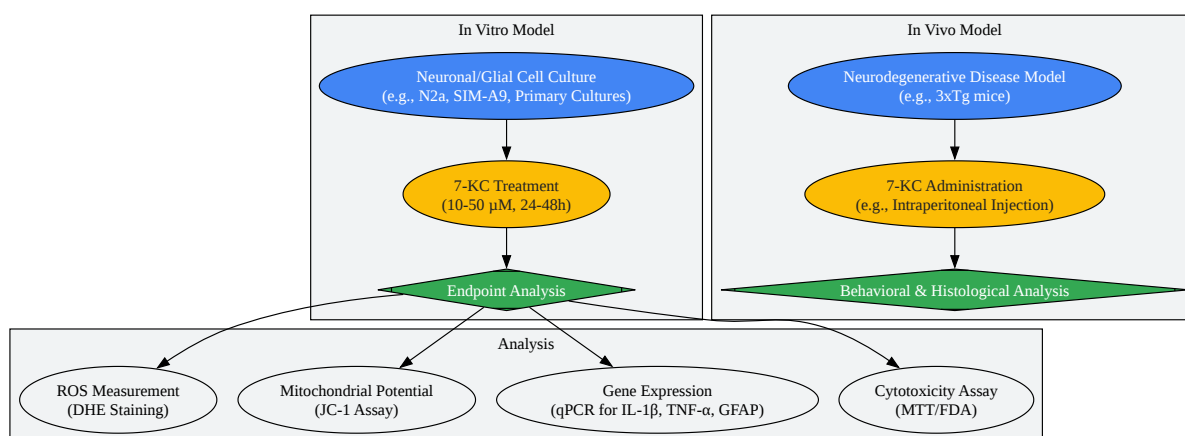 In Vitro Model
Neuronal/Glial Cell Culture
(e.g., N2a, SIM-A9, Primary Cultures)
7-KC Treatment
(10-50 μM, 24-48h)
Endpoint Analysis
In Vivo Model
Neurodegenerative Disease Model
(e.g., 3xTg mice)
7-KC Administration
(e.g., Intraperitoneal Injection)
Behavioral & Histological Analysis
Analysis
ROS Measurement
(DHE Staining)
Mitochondrial Potential
(JC-1 Assay)
Gene Expression
(qPCR for IL-1β, TNF-α, GFAP)
Cytotoxicity Assay
(MTT/FDA)